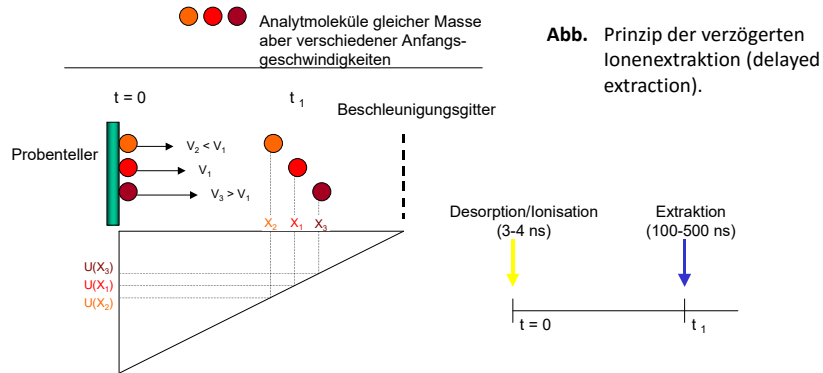 Analytmoleküle gleicher Masse
aber verschiedener Anfangs-
geschwindigkeiten
Abb. Prinzip der verzögerten
Ionenextraktion (delayed
extraction).
t = 0
t 1
Beschleunigungsgitter
Probenteller
V2 < V1
V1
V3 > V1
X2 X1 X3
U(X3)
U(X1)
U(X2)
Desorption/Ionisation
(3-4 ns)
Extraktion
(100-500 ns)
t = 0
t 1